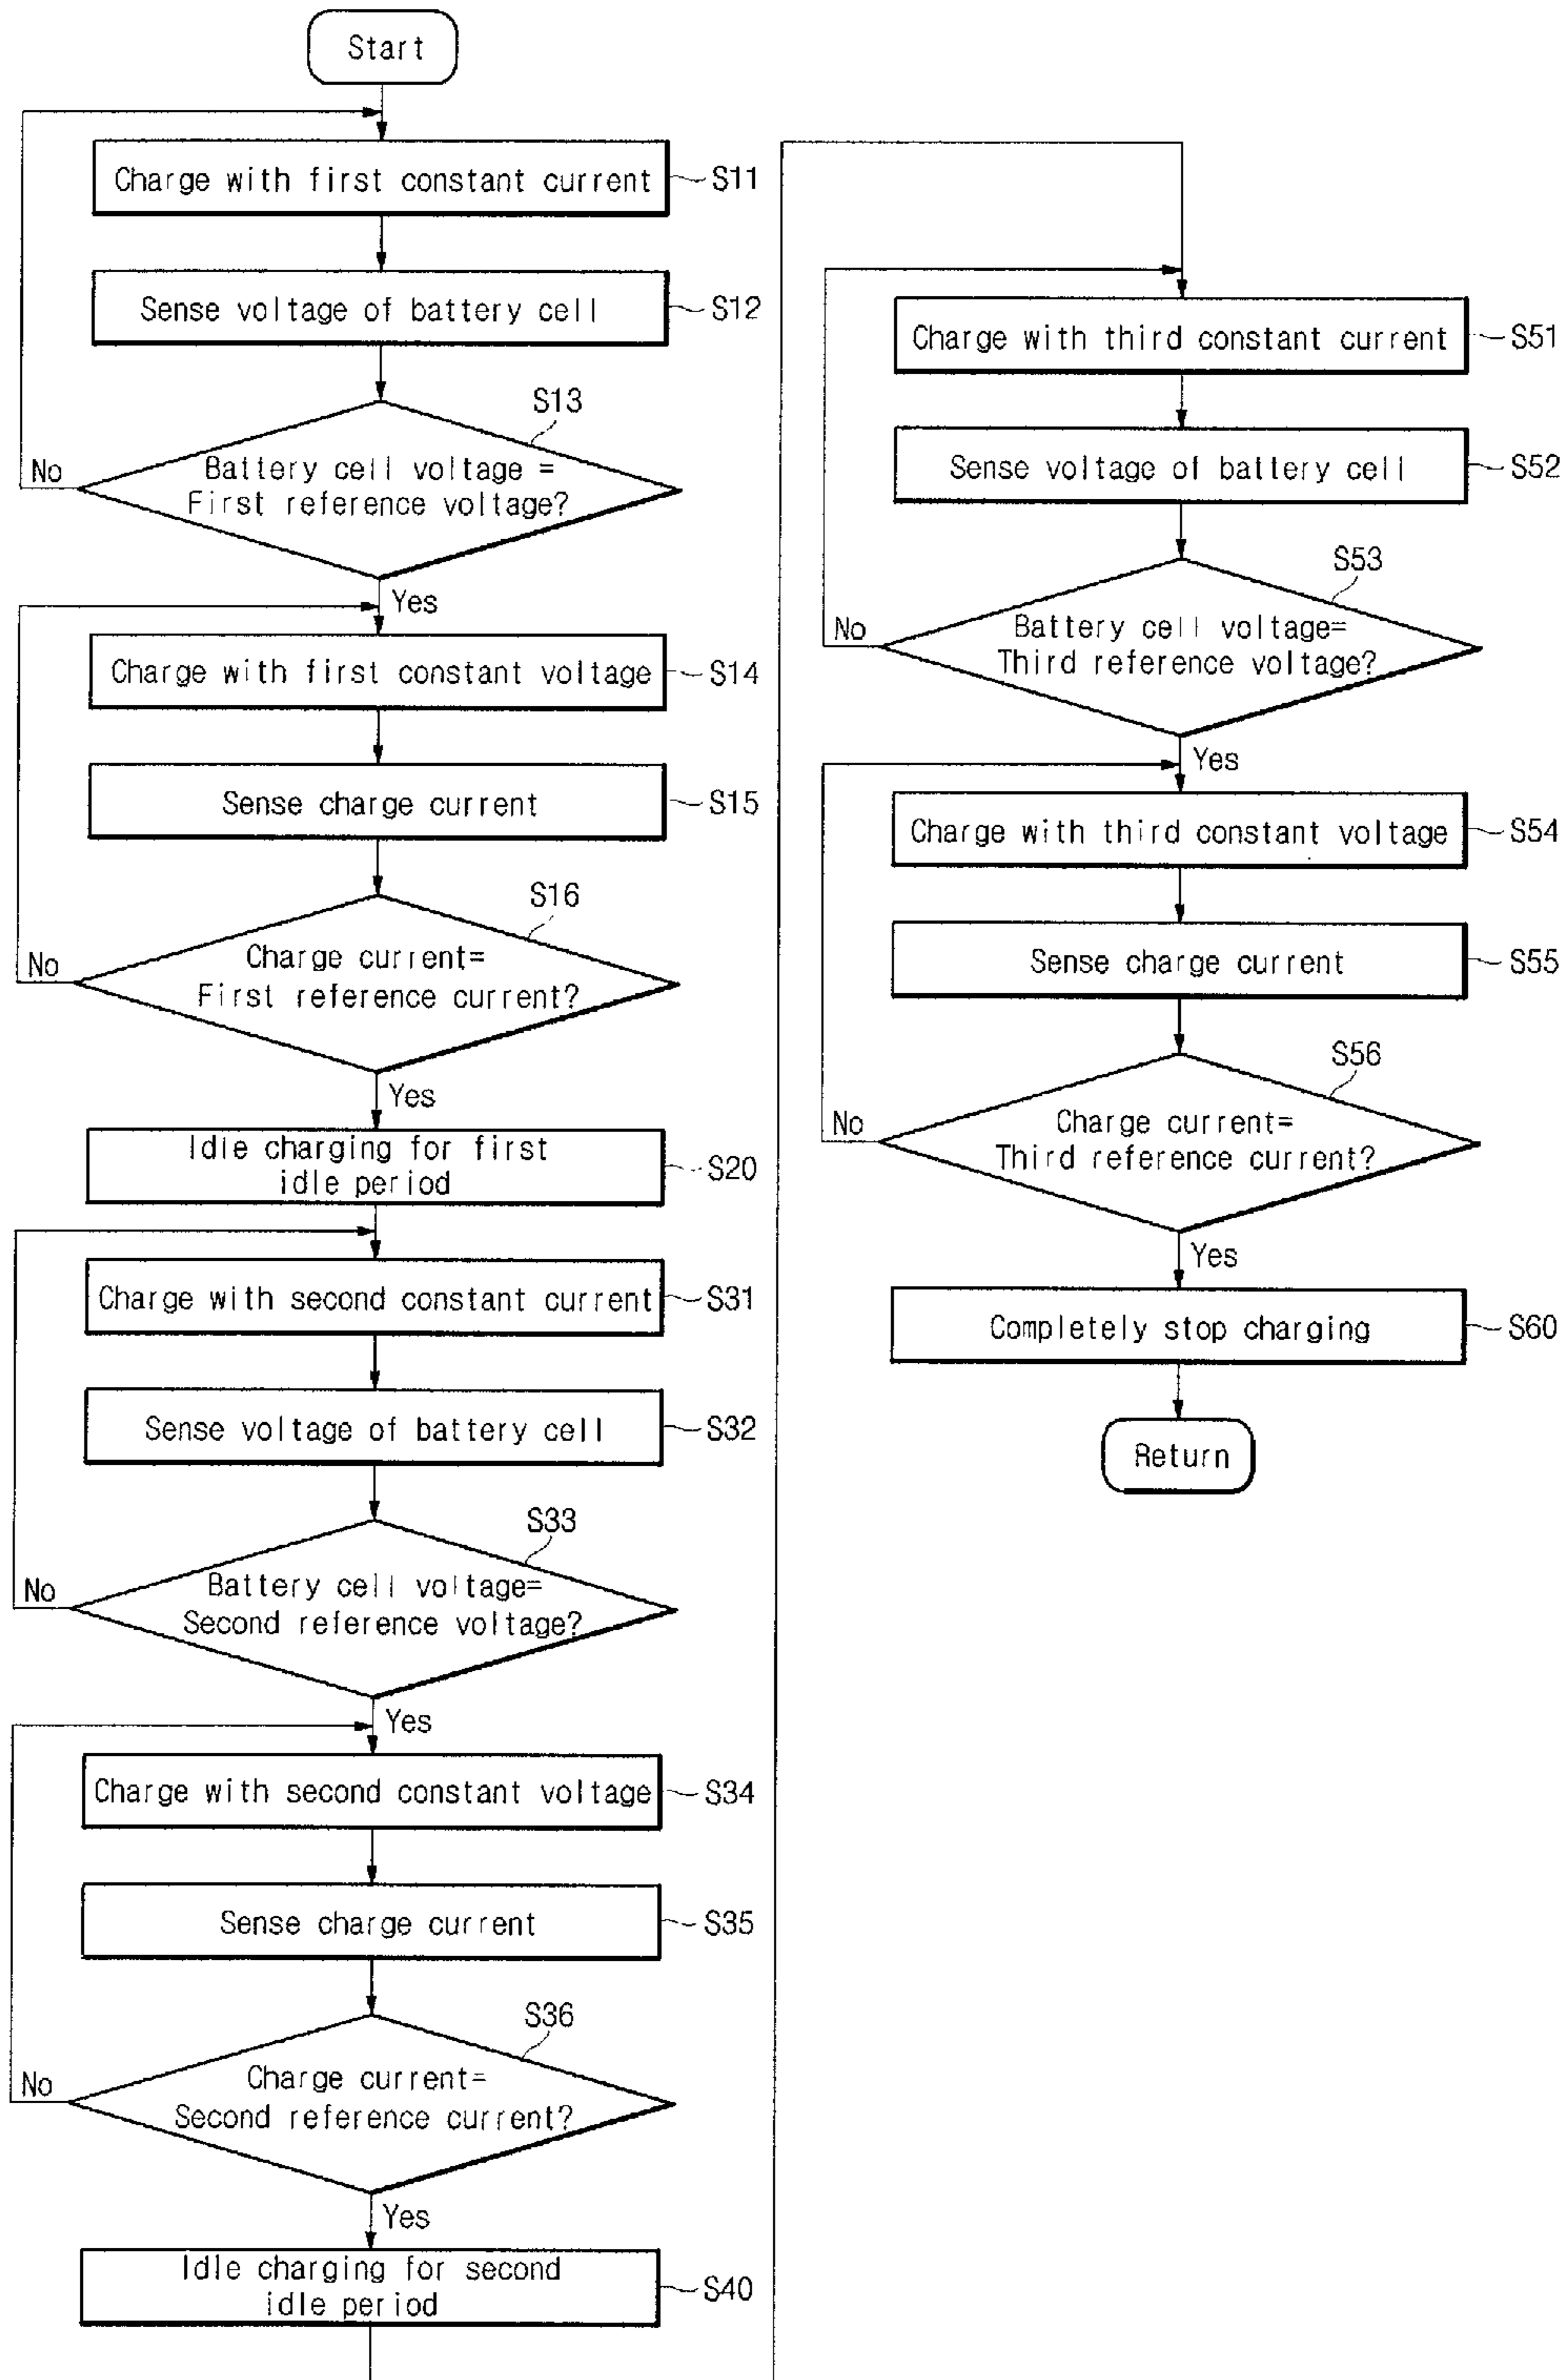 Start
Charge with first constant current
S11
Sense voltage of battery cell
S12
S13
Battery cell voltage =
First reference voltage?
No
Yes
Charge with first constant voltage
S14
Sense charge current
S15
S16
Charge current=
First reference current?
No
Yes
Idle charging for first
idle period
S20
Charge with second constant current
S31
Sense voltage of battery cell
S32
S33
Battery cell voltage=
Second reference voltage?
No
Yes
Charge with second constant voltage
S34
Sense charge current
S35
S36
Charge current=
Second reference current?
No
Yes
Idle charging for second
idle period
S40
Charge with third constant current
S51
Sense voltage of battery cell
S52
S53
Battery cell voltage=
Third reference voltage?
No
Yes
Charge with third constant voltage
S54
Sense charge current
S55
S56
Charge current=
Third reference current?
No
Yes
Completely stop charging
S60
Return